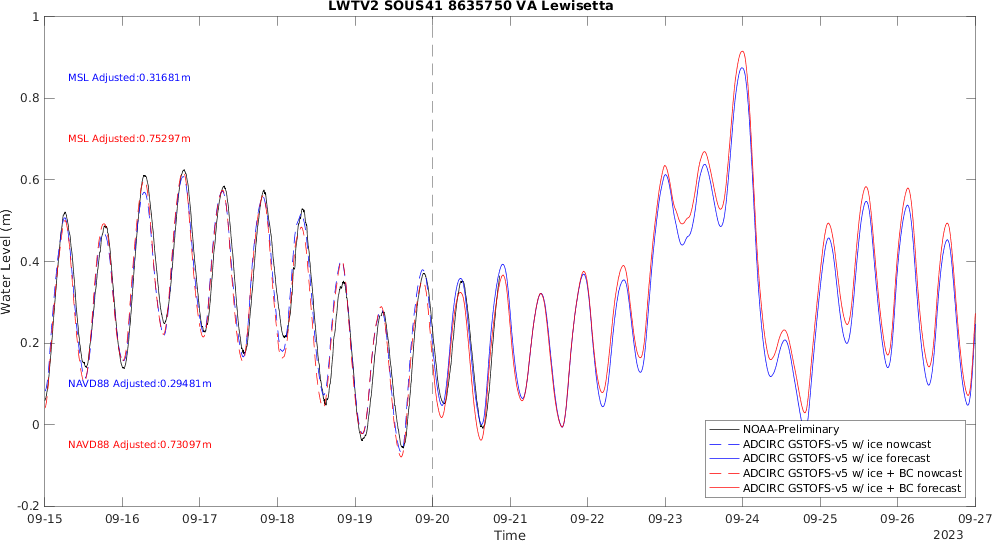 LWTV2 SOUS41 8635750 VA Lewisetta
Water Level (m)
1
0.8
0.6
0.4
0.2
0
-0.2
MSL Adjusted:0.31681m
MSL Adjusted:0.75297m
NAVD88 Adjusted:0.29481m
NAVD88 Adjusted:0.73097m
NOAA-Preliminary
ADCIRC GSTOFS-v5 w/ ice nowcast
ADCIRC GSTOFS-v5 w/ ice forecast
ADCIRC GSTOFS-v5 w/ ice + BC nowcast
ADCIRC GSTOFS-v5 w/ ice + BC forecast
09-15 09-16 09-17 09-18 09-19 09-20 09-21 09-22 09-23 09-24 09-25 09-26 09-27
Time
2023